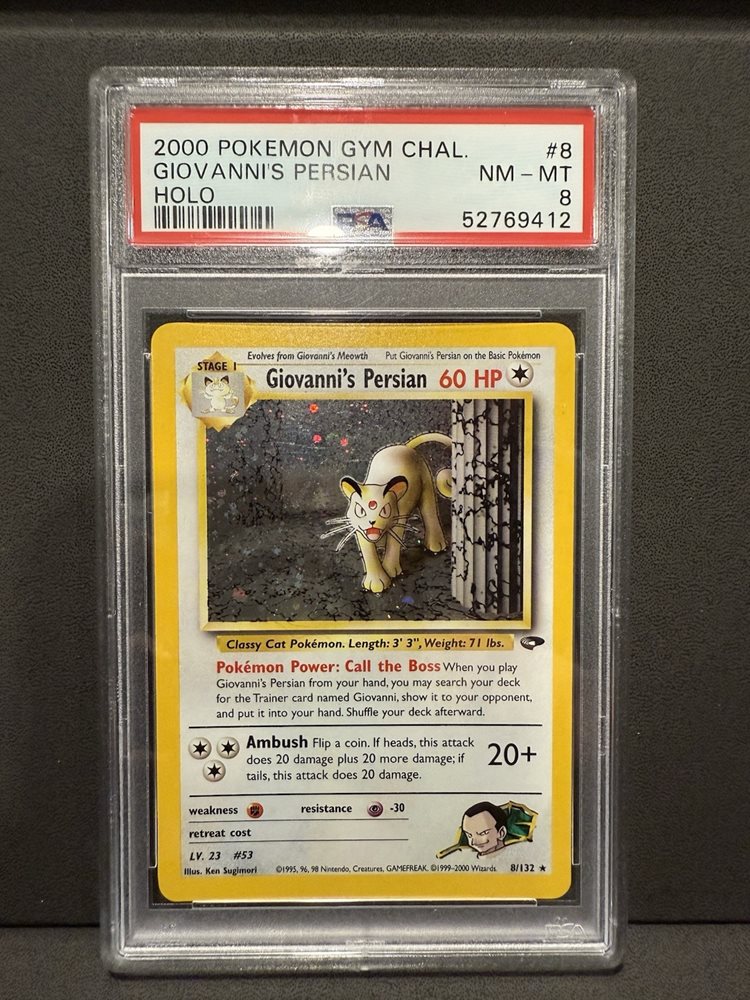 2000 POKEMON GYM CHAL. #8
GIOVANNI'S PERSIAN NM - MT
HOLO 8
PSA 52769412
Evolves from Giovanni's Meowth Put Giovanni's Persian on the Basic Pokémon
STAGE 1
Giovanni's Persian 60 HP
Classy Cat Pokémon. Length: 3' 3", Weight: 71 lbs.
Pokémon Power: Call the Boss When you play
Giovanni's Persian from your hand, you may search your deck
for the Trainer card named Giovanni, show it to your opponent,
and put it into your hand. Shuffle your deck afterward.
Ambush Flip a coin. If heads, this attack
does 20 damage plus 20 more damage; if
tails, this attack does 20 damage.
20+
weakness resistance -30
retreat cost
LV. 23 #53
Illus. Ken Sugimori ©1995, 96, 98 Nintendo, Creatures, GAMEFREAK. ©1999-2000 Wizards. 8/132 ★
PSA